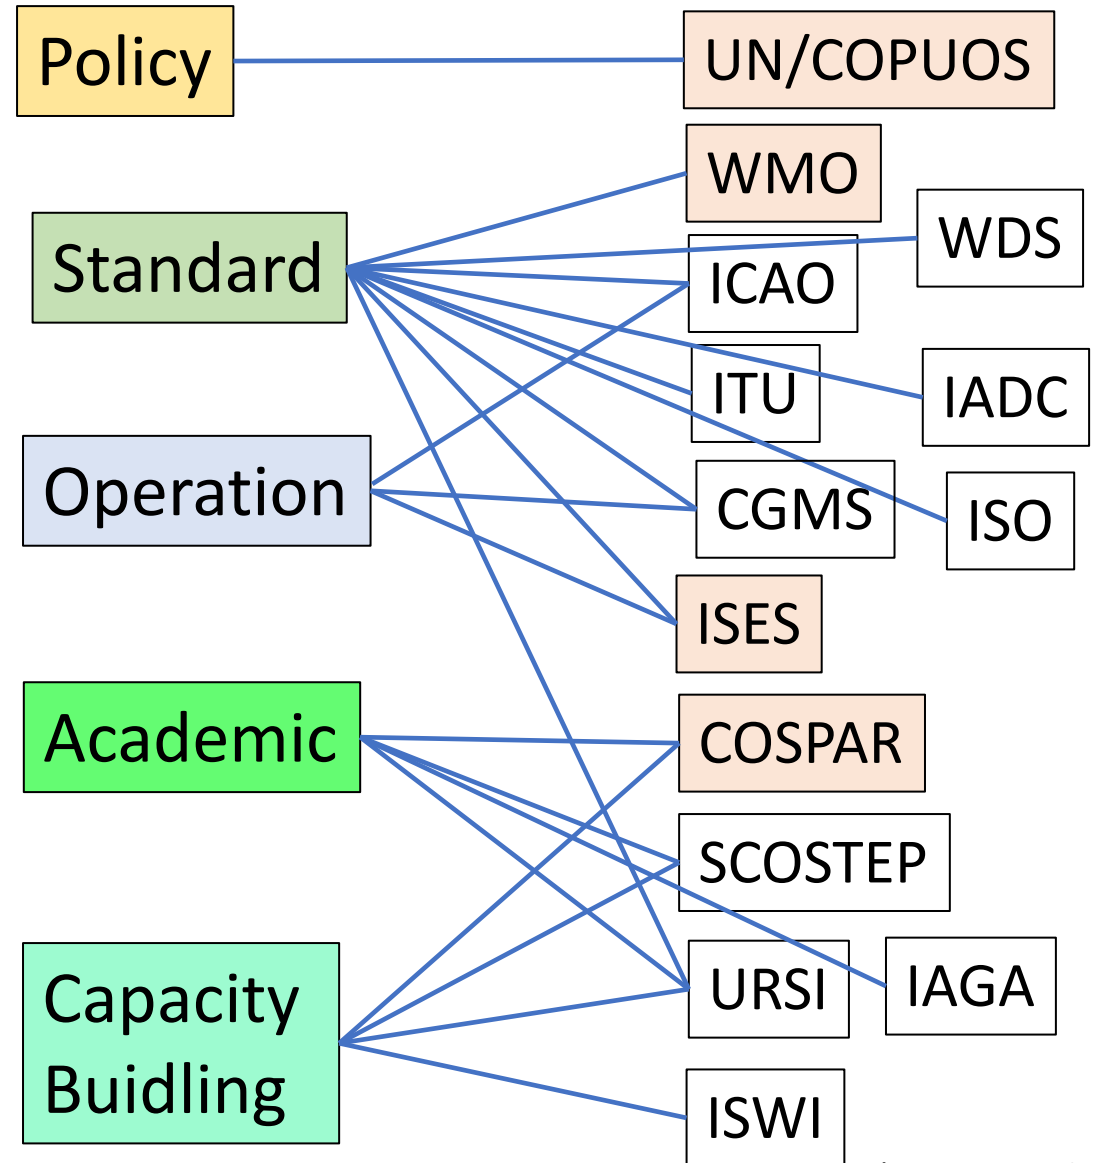 Policy
UN/COPUOS
WMO
WDS
Standard
ICAO
ITU
IADC
Operation
CGMS
ISO
ISES
Academic
COSPAR
SCOSTEP
URSI
IAGA
Capacity
Buidling
ISWI